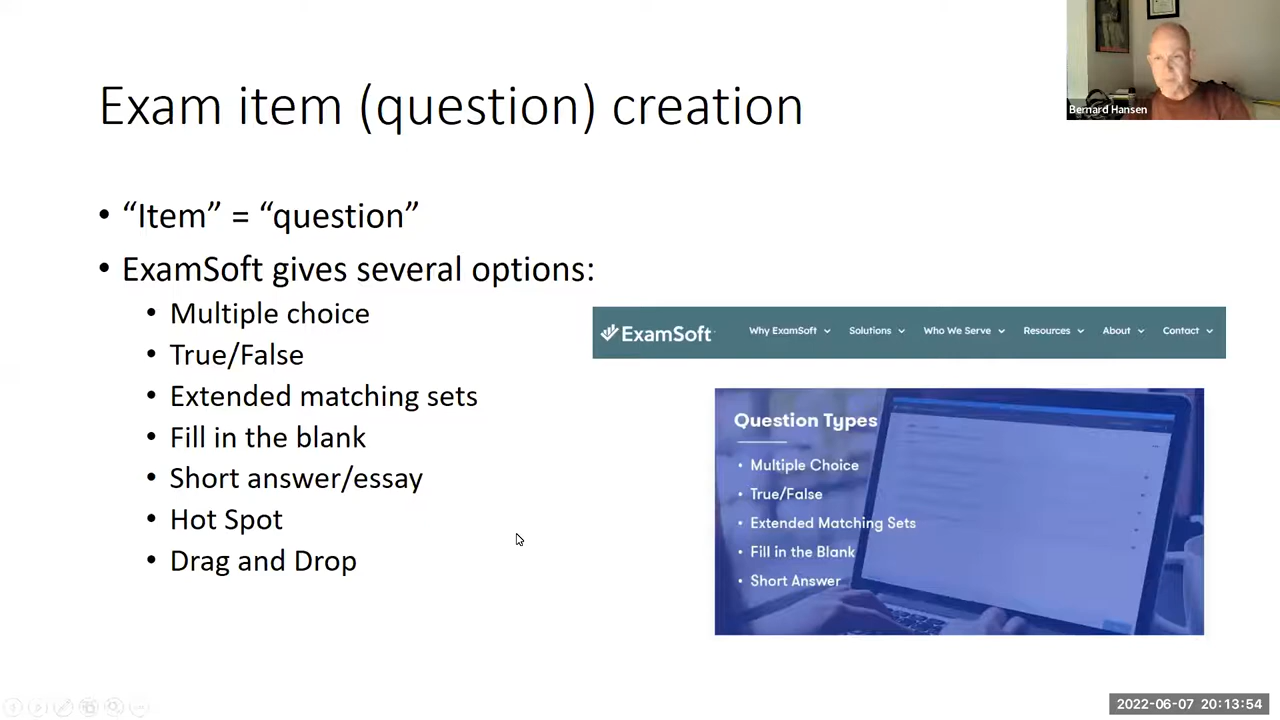 Exam item (question) creation
Bernard Hansen
• “Item” = “question”
• ExamSoft gives several options:
• Multiple choice
• True/False
• Extended matching sets
• Fill in the blank
• Short answer/essay
• Hot Spot
• Drag and Drop
ExamSoft Why ExamSoft Solutions Who We Serve Resources About Contact
Question Types
• Multiple Choice
• True/False
• Extended Matching Sets
• Fill in the Blank
• Short Answer
2022-06-07 20:13:54